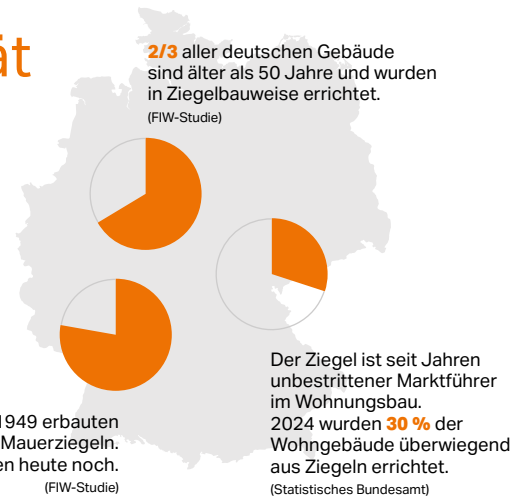 ät
2/3 aller deutschen Gebäude
sind älter als 50 Jahre und wurden
in Ziegelbauweise errichtet.
(FIW-Studie)
Der Ziegel ist seit Jahren
unbestrittener Marktführer
im Wohnungsbau.
2024 wurden 30 % der
Wohngebäude überwiegend
aus Ziegeln errichtet.
(Statistisches Bundesamt)
1949 erbauten
Mauerziegeln.
en heute noch.
(FIW-Studie)